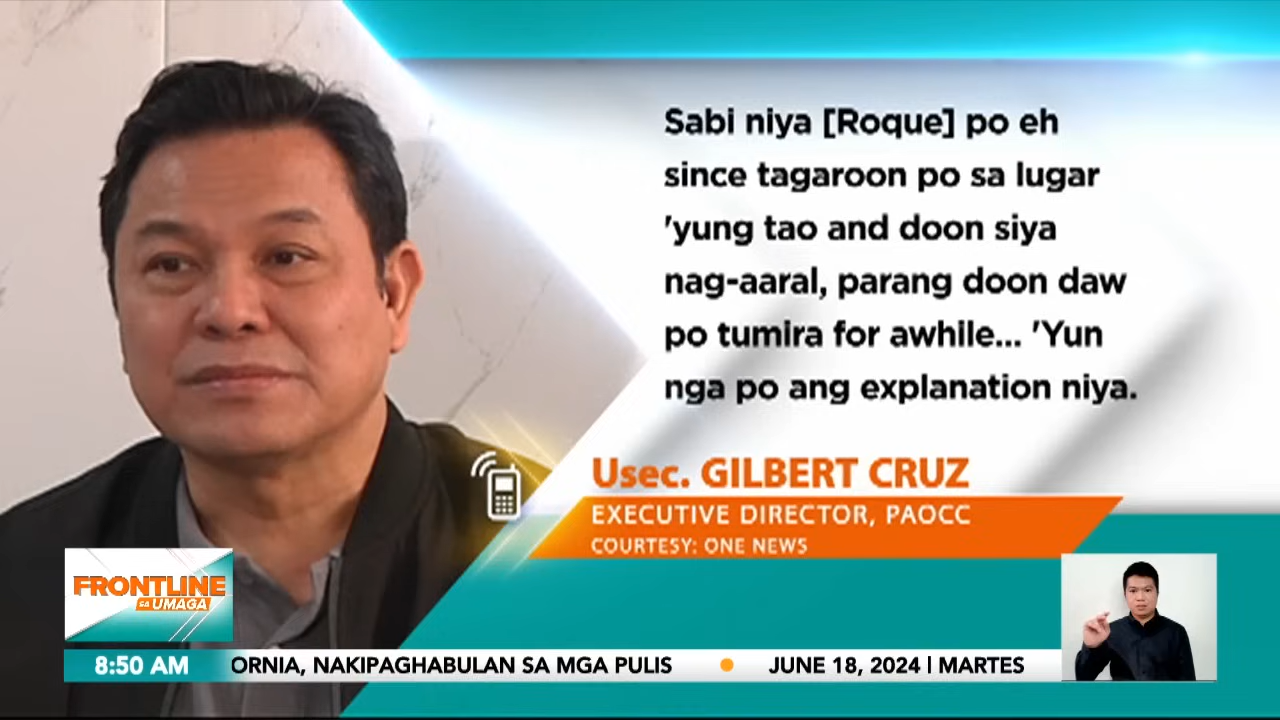 Sabi niya [Roque] po eh
since tagaroon po sa lugar
'yung tao and doon siya
nag-aaral, parang doon daw
po tumira for awhile... 'Yun
nga po ang explanation niya.
Usec. GILBERT CRUZ
EXECUTIVE DIRECTOR, PAOCC
COURTESY: ONE NEWS
FRONTLINE
sa UMAGA
8:50 AM ORNIA, NAKIPAGHABULAN SA MGA PULIS JUNE 18, 2024 | MARTES